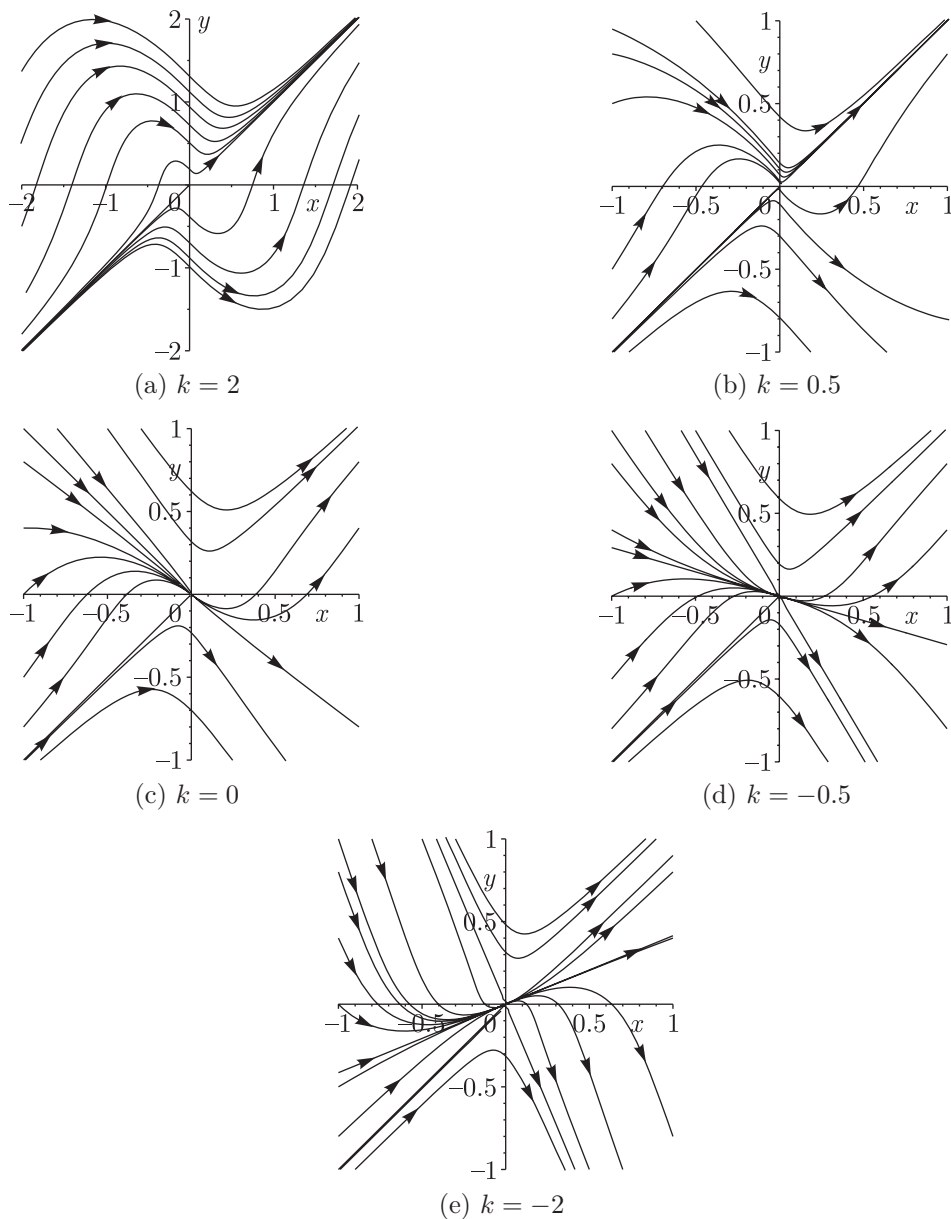 2 y 1 y
1 0.5
−2 −1 0 1 x 2 −1 −0.5 0 0.5 x 1
−1 −0.5
−2 −1
(a) k = 2 (b) k = 0.5
1 y 1 y
0.5 0.5
−1 −0.5 0 0.5 x 1 −1 −0.5 0 0.5 x 1
−0.5 −0.5
−1 −1
(c) k = 0 (d) k = −0.5
1
y
0.5
−1 −0.5 0 0.5 x 1
−0.5
−1
(e) k = −2